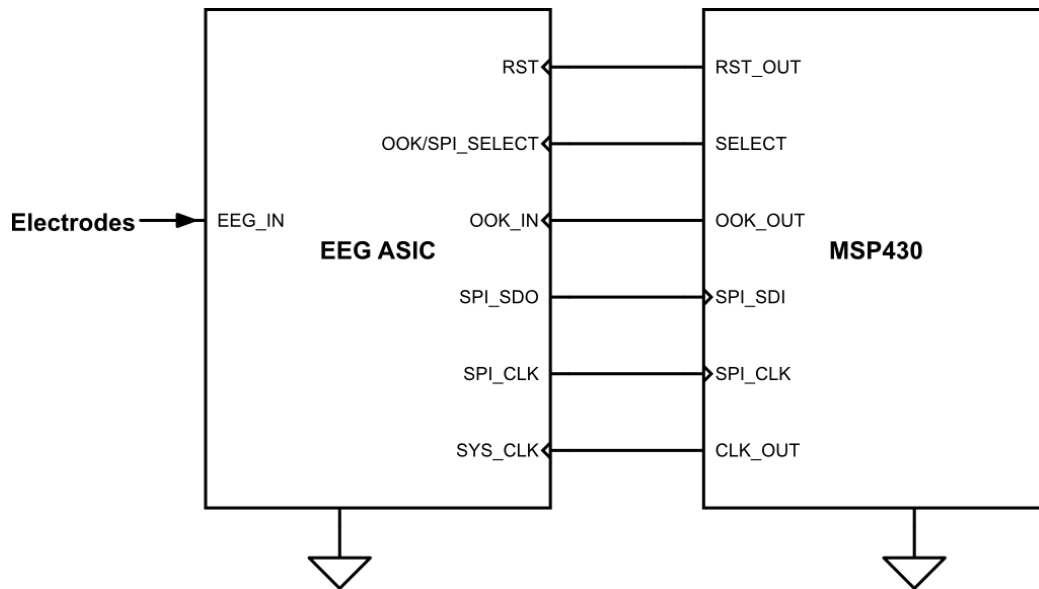 RST
RST_OUT
OOK/SPI_SELECT
SELECT
Electrodes
EEG_IN
OOK_IN
OOK_OUT
EEG ASIC
MSP430
SPI_SDO
SPI_SDI
SPI_CLK
SPI_CLK
SYS_CLK
CLK_OUT